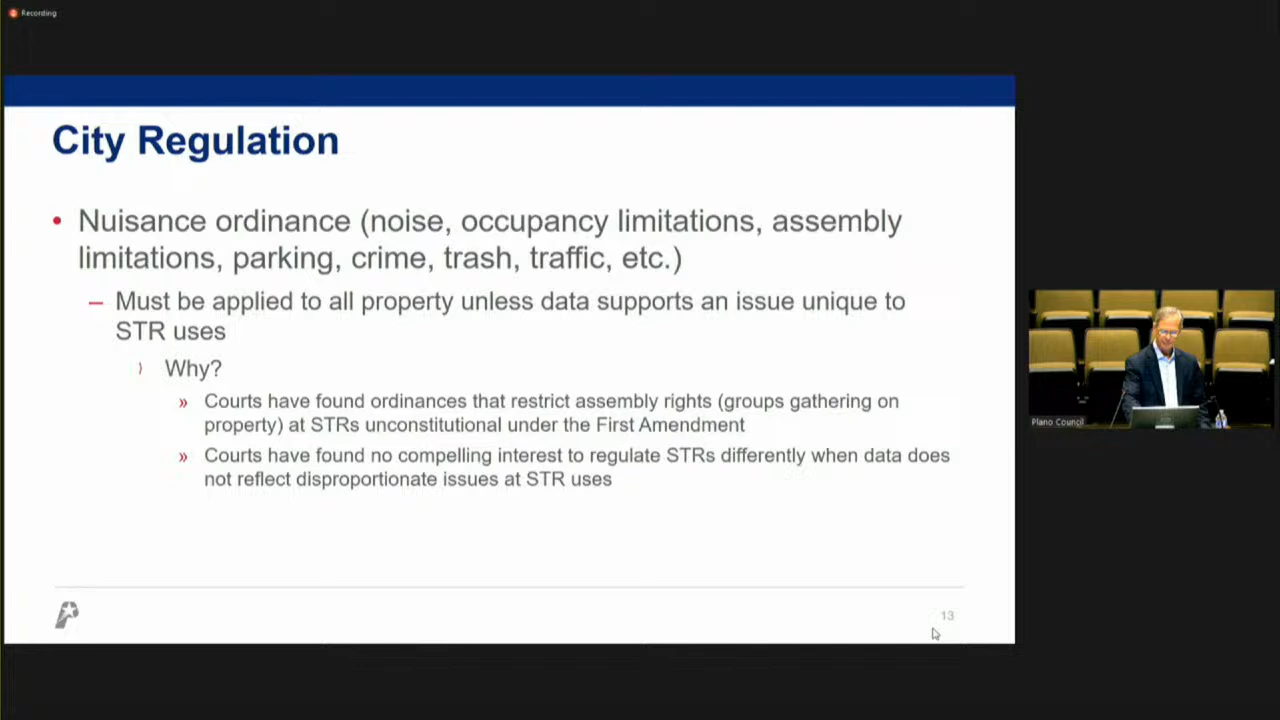 Recording
City Regulation
• Nuisance ordinance (noise, occupancy limitations, assembly
limitations, parking, crime, trash, traffic, etc.)
– Must be applied to all property unless data supports an issue unique to
STR uses
⟩ Why?
» Courts have found ordinances that restrict assembly rights (groups gathering on
property) at STRs unconstitutional under the First Amendment
» Courts have found no compelling interest to regulate STRs differently when data does
not reflect disproportionate issues at STR uses
Plano Council
13